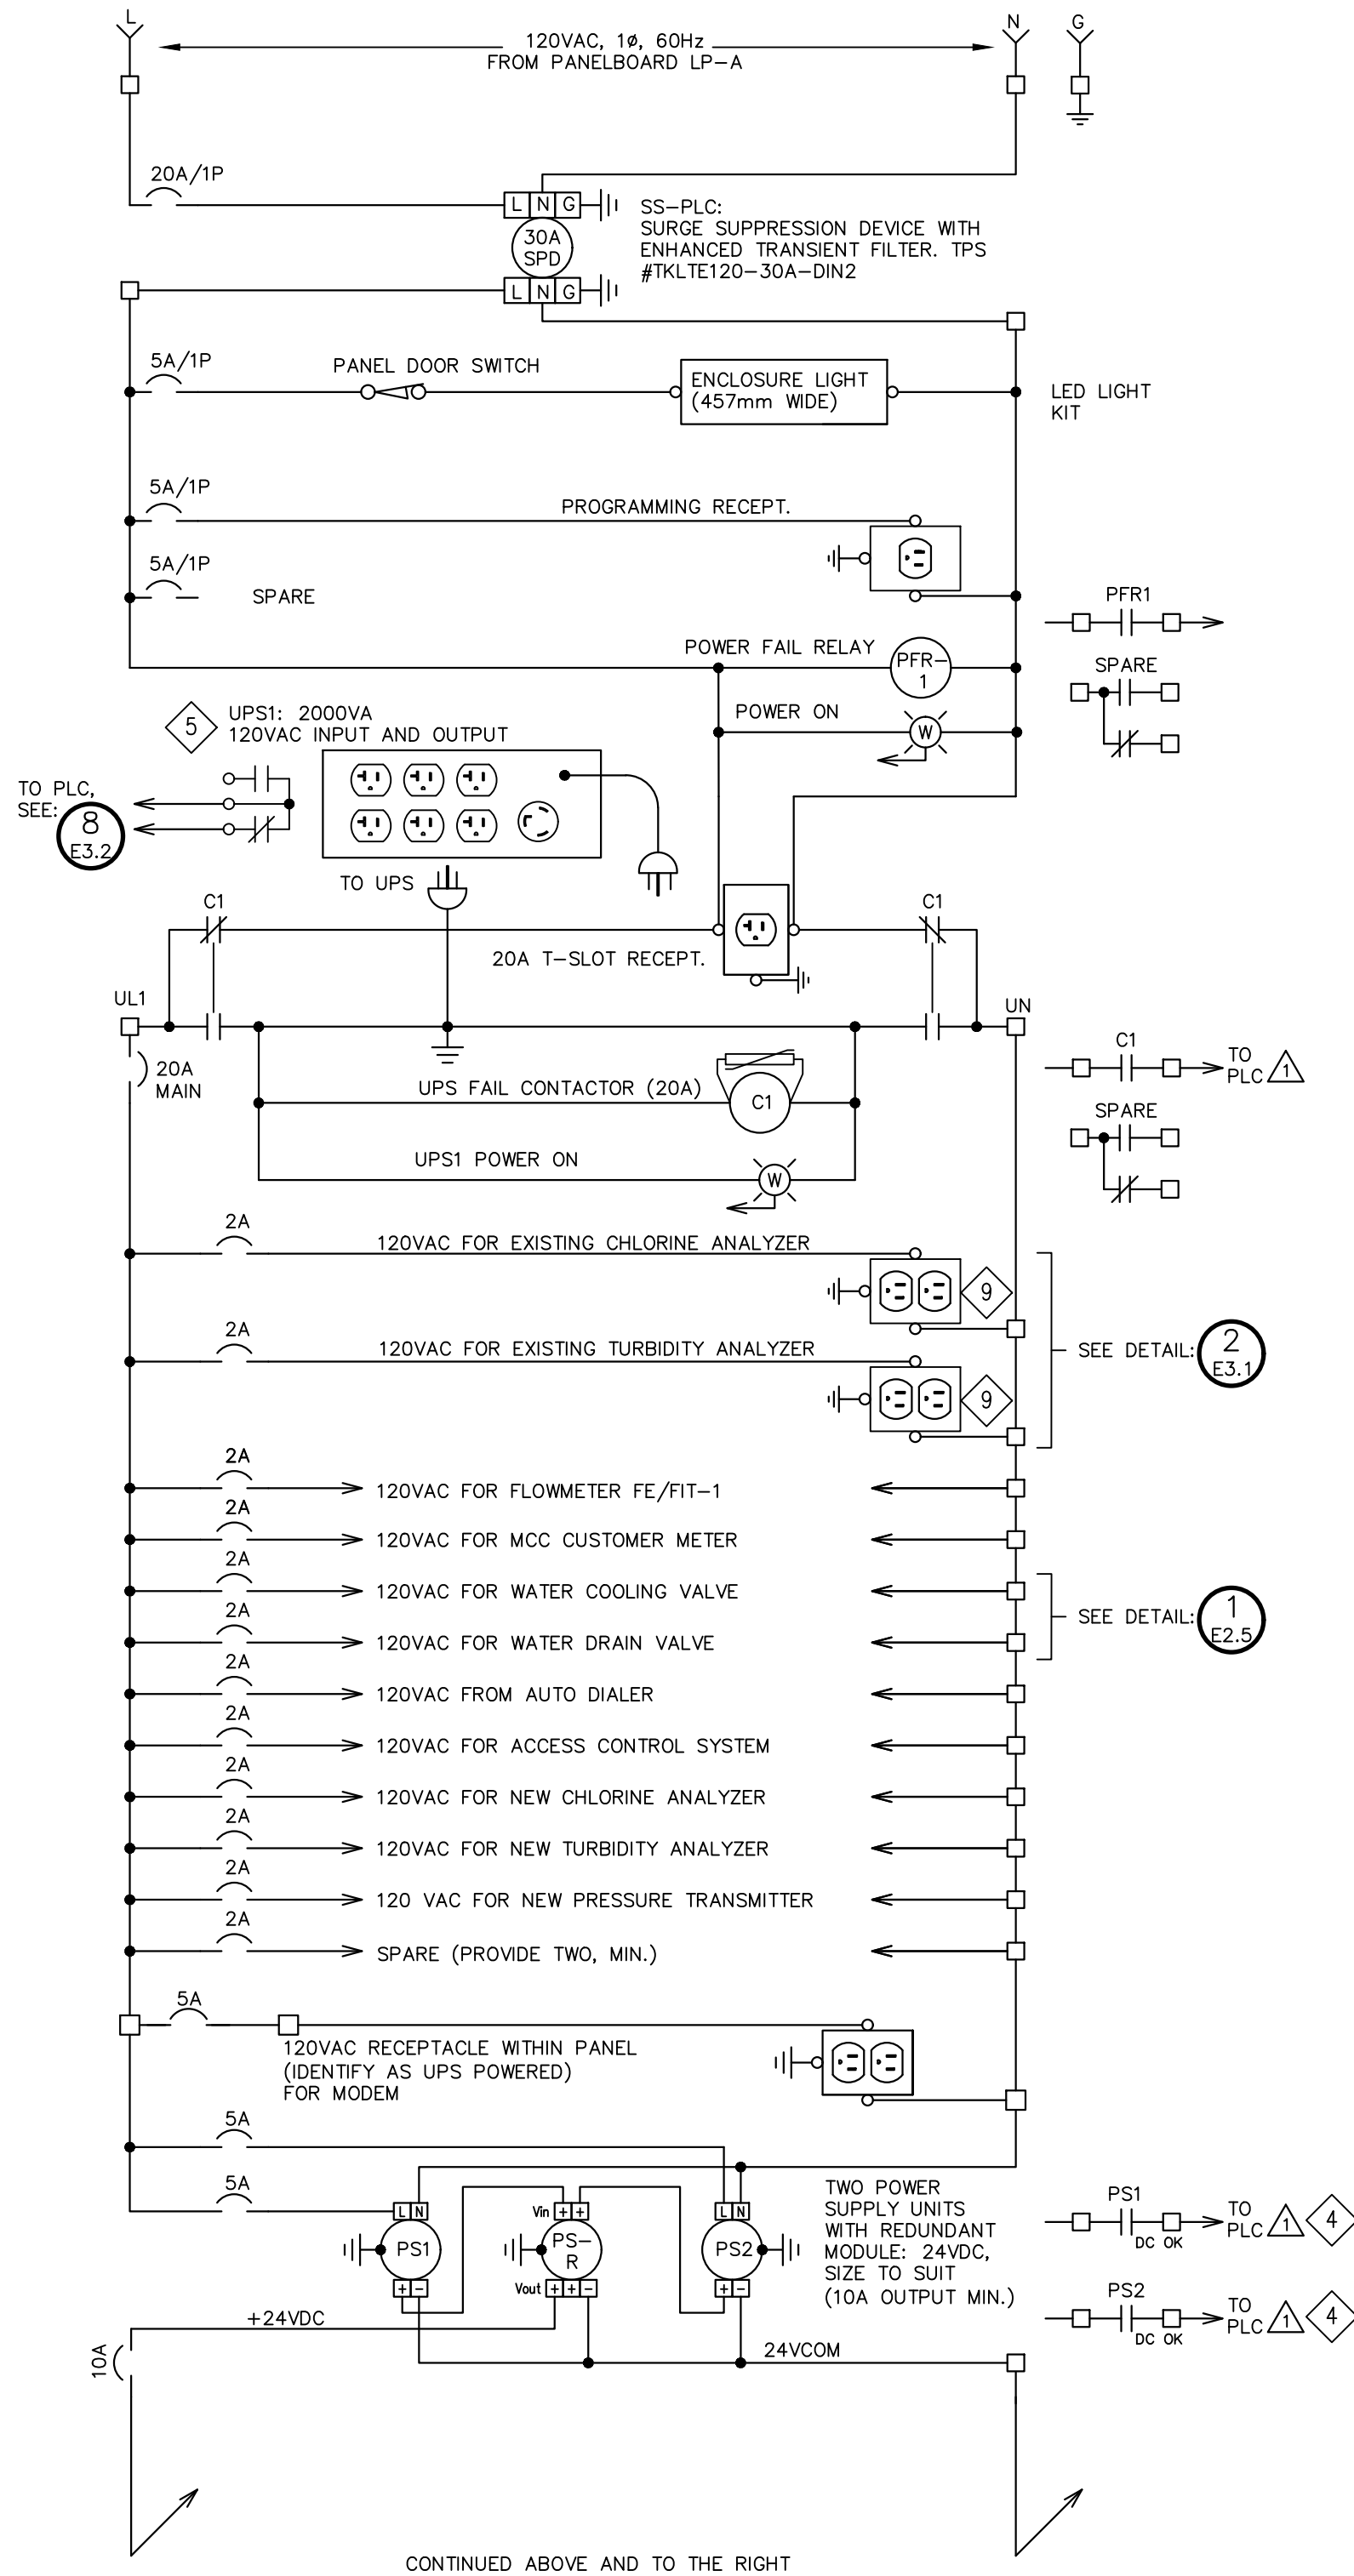 L
N
G
120VAC, 1ø, 60Hz
FROM PANELBOARD LP-A
20A/1P
L N G
30A
SPD
L N G
SS-PLC:
SURGE SUPPRESSION DEVICE WITH
ENHANCED TRANSIENT FILTER. TPS
#TKLTE120-30A-DIN2
5A/1P
PANEL DOOR SWITCH
ENCLOSURE LIGHT
(457mm WIDE)
LED LIGHT
KIT
5A/1P
PROGRAMMING RECEPT.
5A/1P
SPARE
PFR1
POWER FAIL RELAY
PFR-
1
SPARE
POWER ON
W
5
UPS1: 2000VA
120VAC INPUT AND OUTPUT
TO PLC,
SEE:
8
E3.2
TO UPS
C1
C1
20A T-SLOT RECEPT.
UL1
UN
20A
MAIN
UPS FAIL CONTACTOR (20A)
C1
C1
TO
PLC
1
SPARE
UPS1 POWER ON
W
2A
120VAC FOR EXISTING CHLORINE ANALYZER
9
2A
120VAC FOR EXISTING TURBIDITY ANALYZER
9
SEE DETAIL:
2
E3.1
2A
120VAC FOR FLOWMETER FE/FIT-1
2A
120VAC FOR MCC CUSTOMER METER
2A
120VAC FOR WATER COOLING VALVE
2A
120VAC FOR WATER DRAIN VALVE
SEE DETAIL:
1
E2.5
2A
120VAC FROM AUTO DIALER
2A
120VAC FOR ACCESS CONTROL SYSTEM
2A
120VAC FOR NEW CHLORINE ANALYZER
2A
120VAC FOR NEW TURBIDITY ANALYZER
2A
120 VAC FOR NEW PRESSURE TRANSMITTER
2A
SPARE (PROVIDE TWO, MIN.)
5A
120VAC RECEPTACLE WITHIN PANEL
(IDENTIFY AS UPS POWERED)
FOR MODEM
5A
5A
L N
Vin + +
L N
PS1
PS-
R
PS2
+ -
Vout + + -
+ -
TWO POWER
SUPPLY UNITS
WITH REDUNDANT
MODULE: 24VDC,
SIZE TO SUIT
(10A OUTPUT MIN.)
PS1
DC OK
TO
PLC
1
4
PS2
DC OK
TO
PLC
1
4
+24VDC
10A
24VCOM
CONTINUED ABOVE AND TO THE RIGHT